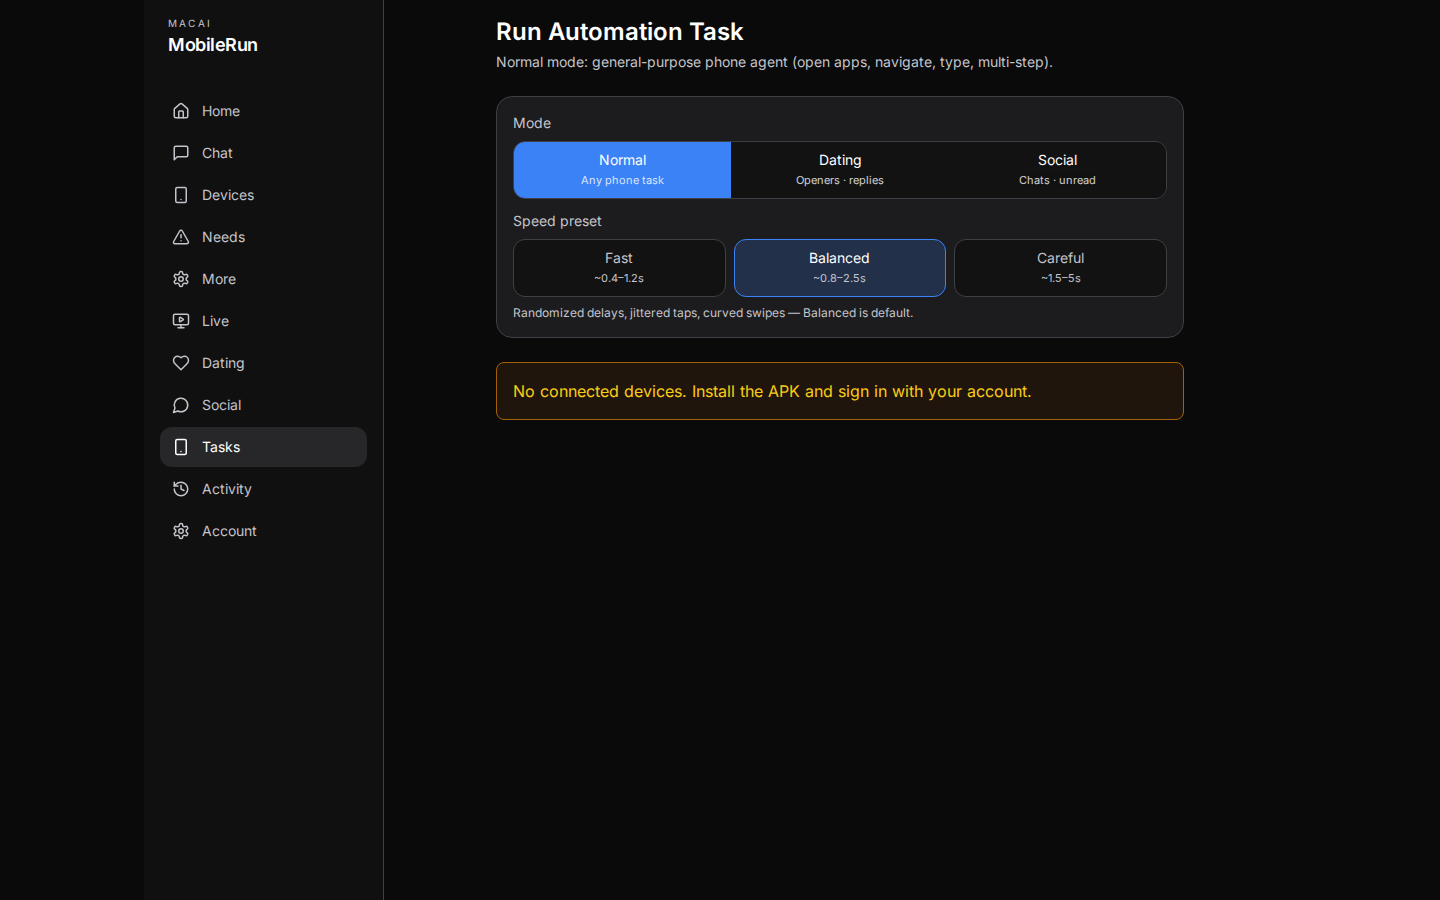 MACAI
MobileRun
Home
Chat
Devices
Needs
More
Live
Dating
Social
Tasks
Activity
Account
Run Automation Task
Normal mode: general-purpose phone agent (open apps, navigate, type, multi-step).
Mode
Normal
Any phone task
Dating
Openers · replies
Social
Chats · unread
Speed preset
Fast
~0.4–1.2s
Balanced
~0.8–2.5s
Careful
~1.5–5s
Randomized delays, jittered taps, curved swipes — Balanced is default.
No connected devices. Install the APK and sign in with your account.